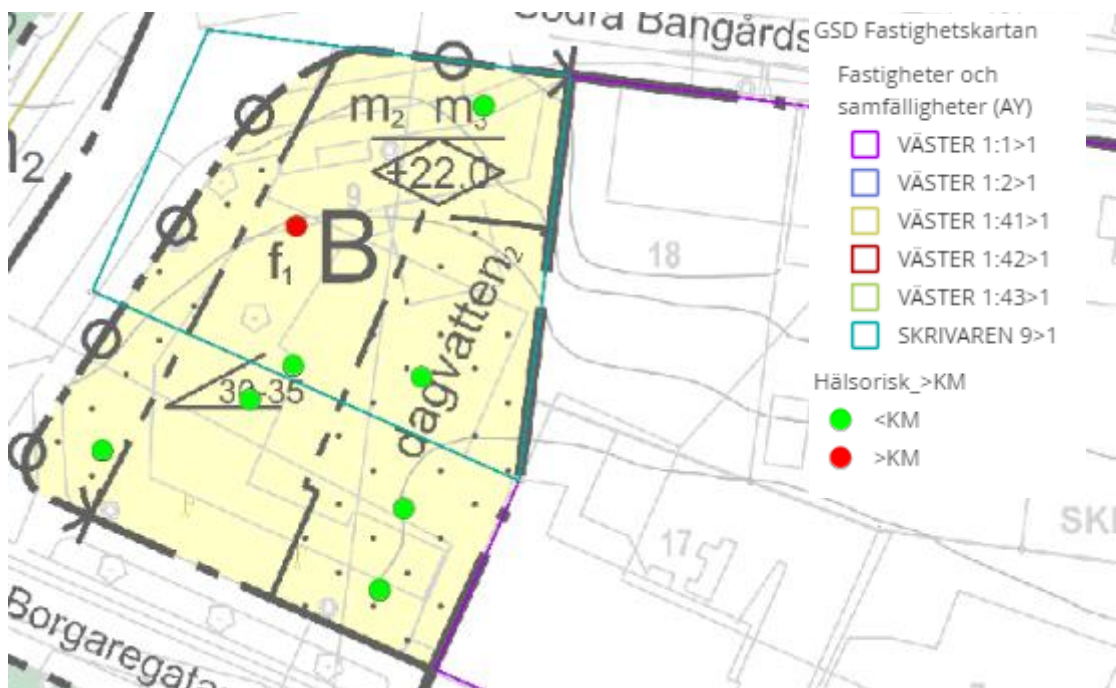 Södra Bangårds
m₂ m₃
+22.0
9
n₂
f₁ B
dagvatten₂
30-35
18
17
SK
Borgaregatan
GSD Fastighetskartan
Fastigheter och
samfälligheter (AY)
VÄSTER 1:1>1
VÄSTER 1:2>1
VÄSTER 1:41>1
VÄSTER 1:42>1
VÄSTER 1:43>1
SKRIVAREN 9>1
Hälsorisk_>KM
<KM
>KM